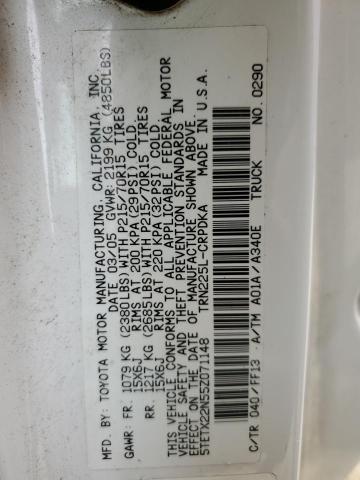 MFD. BY: TOYOTA MOTOR MANUFACTURING, CALIFORNIA, INC.
DATE 03/05 GVWR: 2199 KG (4850LBS)
GAWR: FR. 1079 KG (2380LBS) WITH P215/70R15 TIRES
15X6J RIMS AT 200 KPA (29PSI) COLD.
RR. 1217 KG (2685LBS) WITH P215/70R15 TIRES
15X6J RIMS AT 220 KPA (32PSI) COLD.
THIS VEHICLE CONFORMS TO ALL APPLICABLE FEDERAL MOTOR
VEHICLE SAFETY AND THEFT PREVENTION STANDARDS IN
EFFECT ON THE DATE OF MANUFACTURE SHOWN ABOVE.
5TETK22N55Z071148 TRN225L-CRPDKA MADE IN U.S.A.
C/TR 040/FF13 A/TM A01A/A340E TRUCK NO. 0290